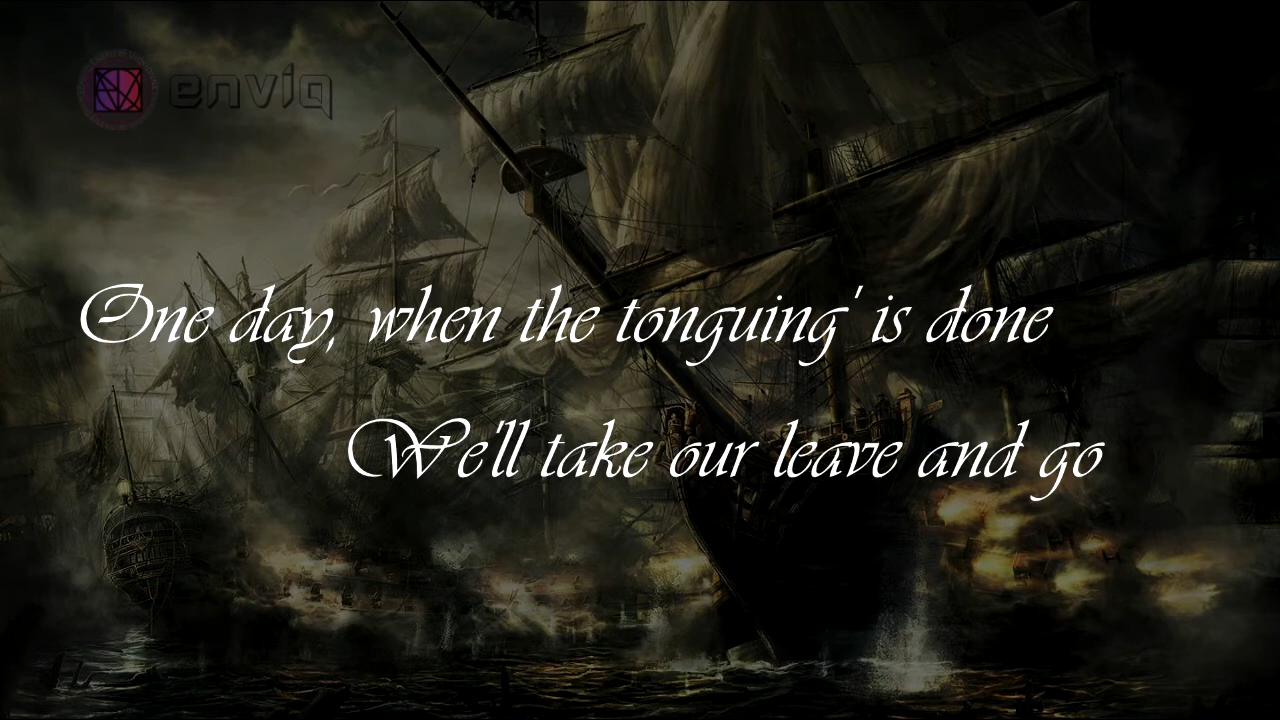 enviq
One day, when the tonguing' is done
We'll take our leave and go